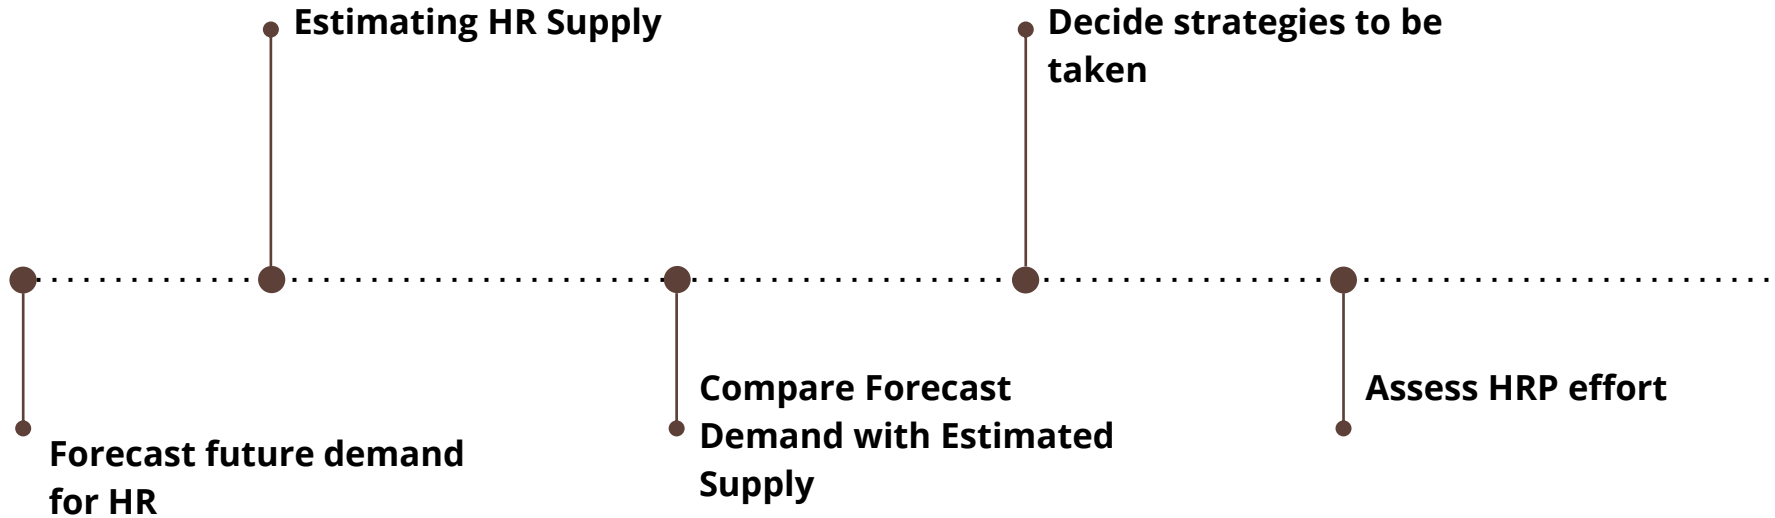 Estimating HR Supply
Decide strategies to be
taken
Forecast future demand
for HR
Compare Forecast
Demand with Estimated
Supply
Assess HRP effort